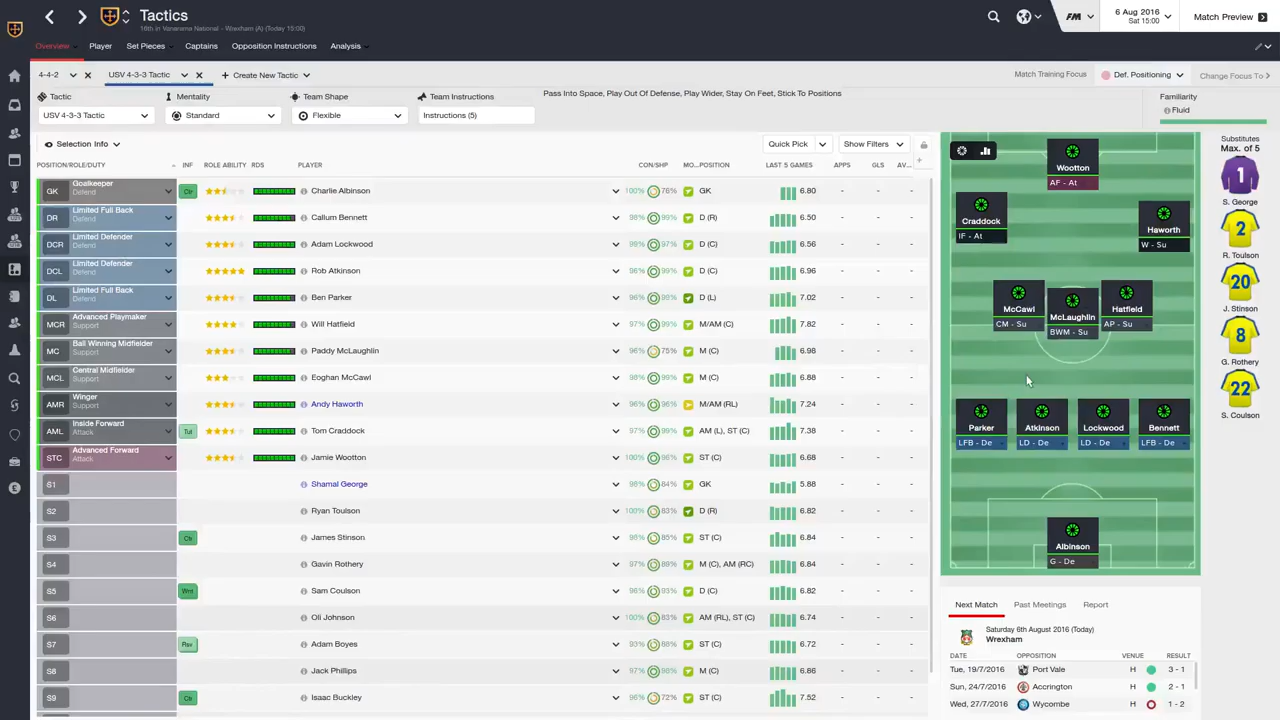 Tactics
16th in Vanarama National - Wrexham (A) (Today 15:00)
FM
6 Aug 2016
Sat 15:00
Match Preview
Overview Player Set Pieces Captains Opposition Instructions Analysis
4-4-2 USV 4-3-3 Tactic Create New Tactic
Match Training Focus Def. Positioning Change Focus To
Tactic Mentality Team Shape Team Instructions
Pass Into Space, Play Out Of Defense, Play Wider, Stay On Feet, Stick To Positions
Familiarity
Fluid
USV 4-3-3 Tactic Standard Flexible Instructions (5)
Selection Info Quick Pick Show Filters
POSITION/ROLE/DUTY INF ROLE ABILITY RDS PLAYER CON/SHP MO... POSITION LAST 5 GAMES APPS GLS AV...
GK Goalkeeper Defend Ctr Charlie Albinson 100% 76% GK 6.80
DR Limited Full Back Defend Callum Bennett 98% 99% D (R) 6.50
DCR Limited Defender Defend Adam Lockwood 98% 97% D (C) 6.56
DCL Limited Defender Defend Rob Atkinson 96% 99% D (C) 6.96
DL Limited Full Back Defend Ben Parker 96% 99% D (L) 7.02
MCR Advanced Playmaker Support Will Hatfield 97% 99% M/AM (C) 7.82
MC Ball Winning Midfielder Support Paddy McLaughlin 96% 75% M (C) 6.98
MCL Central Midfielder Support Eoghan McCawl 96% 99% M (C) 6.88
AMR Winger Support Andy Haworth 96% 96% M/AM (RL) 7.24
AML Inside Forward Attack Tut Tom Craddock 97% 99% AM (L), ST (C) 7.38
STC Advanced Forward Attack Jamie Wootton 100% 96% ST (C) 6.68
S1 Shamal George 98% 84% GK 5.88
S2 Ryan Toulson 100% 83% D (R) 6.82
S3 James Stinson 98% 85% ST (C) 6.84
S4 Gavin Rothery 97% 89% M (C), AM (RC) 6.84
S5 Wnt Sam Coulson 96% 93% D (C) 6.82
S6 Oli Johnson 100% 83% AM (RL), ST (C) 6.74
S7 Rsv Adam Boyes 93% 88% ST (C) 6.72
S8 Jack Phillips 97% 98% M (C) 6.86
S9 Isaac Buckley 96% 72% ST (C) 7.52
Wootton
AF - At
Craddock
IF - At
Haworth
W - Su
McCawl
CM - Su
McLaughlin
BWM - Su
Hatfield
AP - Su
Parker Atkinson Lockwood Bennett
LFB - De LD - De LD - De LFB - De
Albinson
G - De
Substitutes
Max. of 5
1
S. George
2
R. Toulson
20
J. Stinson
8
G. Rothery
22
S. Coulson
Next Match Past Meetings Report
Saturday 6th August 2016 (Today)
Wrexham
DATE OPPOSITION VENUE RESULT
Tue, 19/7/2016 Port Vale H 3 - 1
Sun, 24/7/2016 Accrington H 2 - 1
Wed, 27/7/2016 Wycombe H 1 - 2